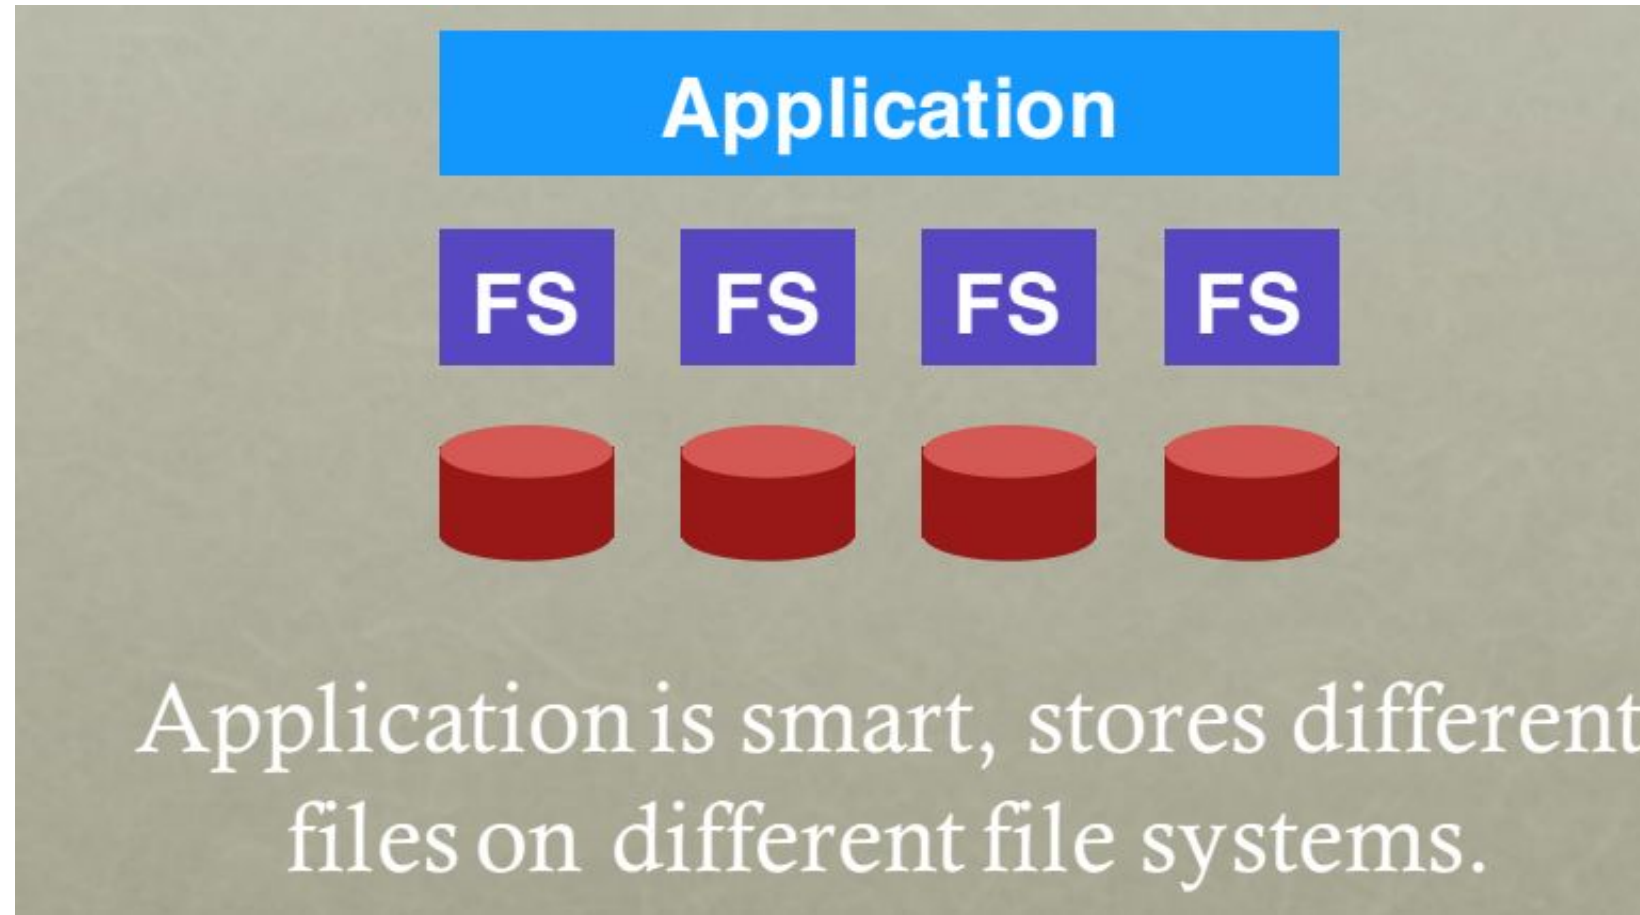 Application
FS FS FS FS
Application is smart, stores different
files on different file systems.